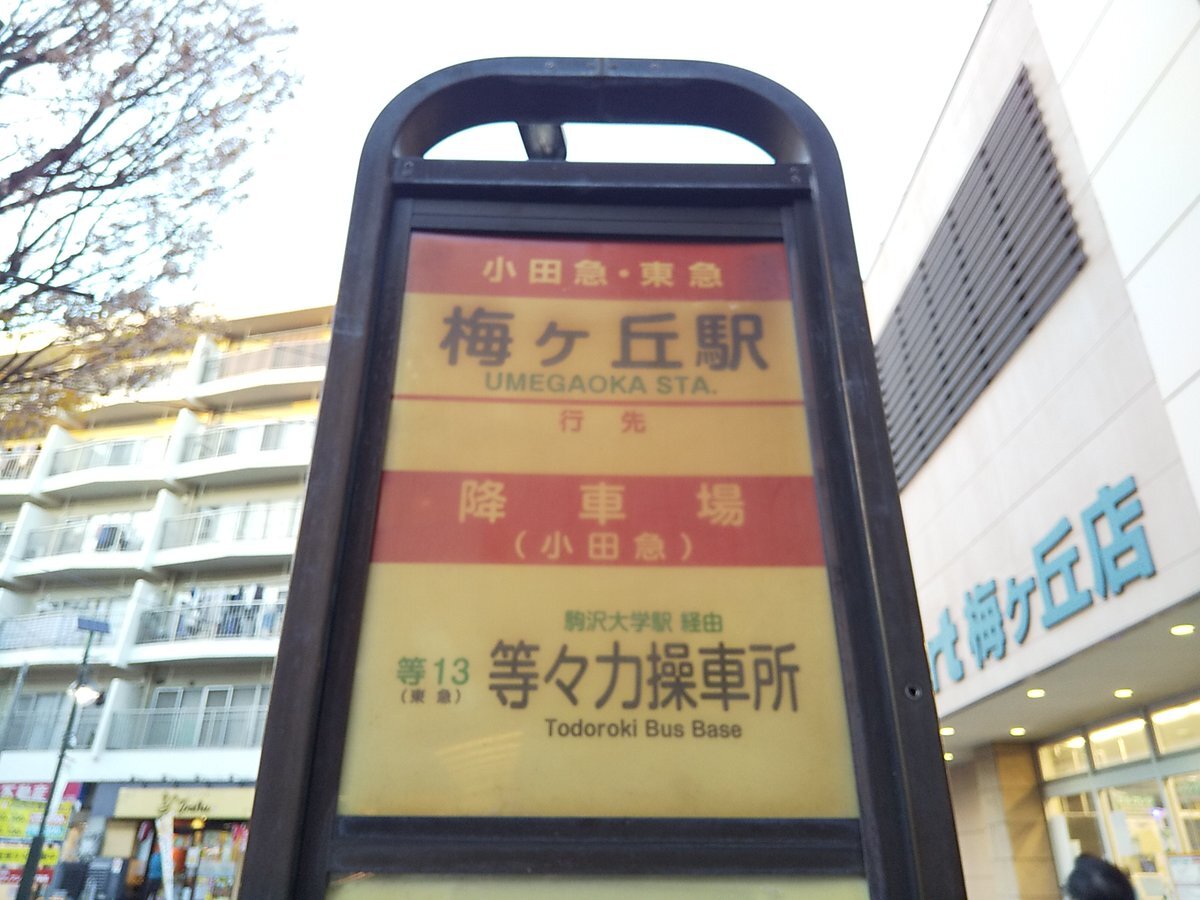 小田急・東急
梅ヶ丘駅
UMEGAOKA STA.
行先
降車場
(小田急)
駒沢大学駅 経由
等13
(東急)
等々力操車所
Todoroki Bus Base
梅ヶ丘店